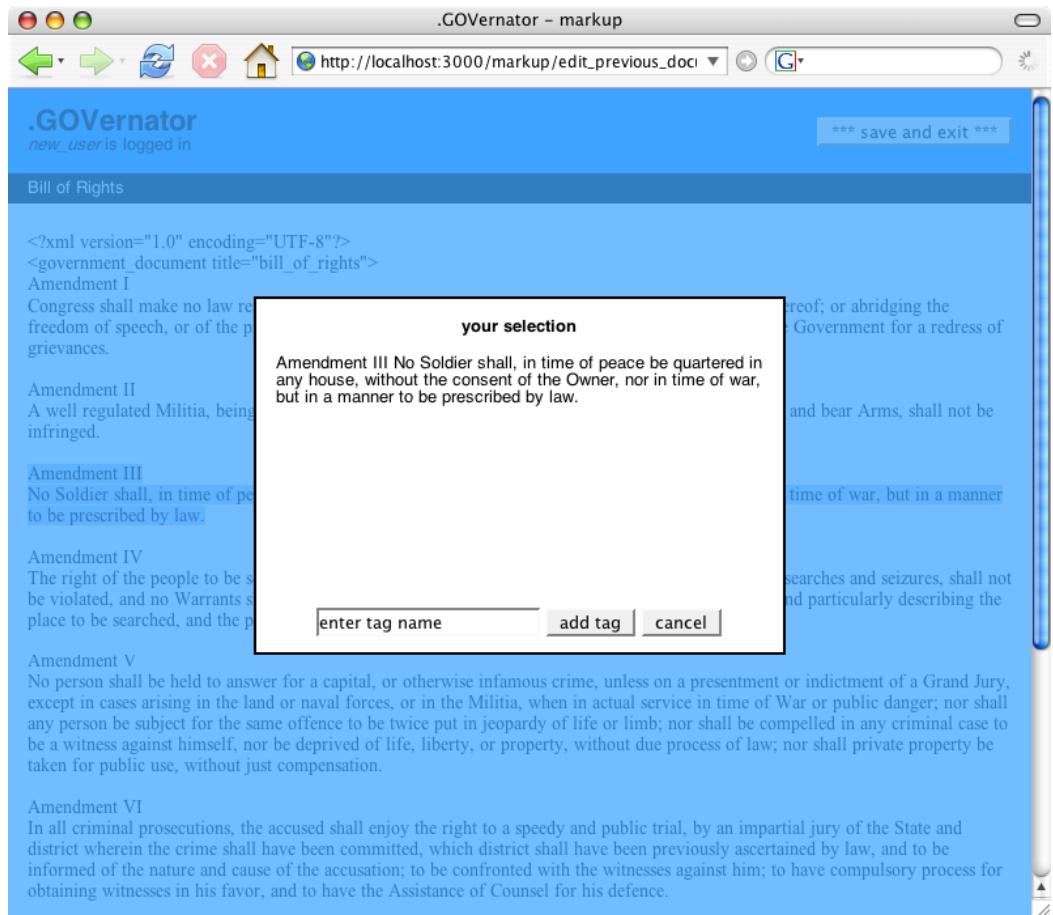 .GOVernator – markup
http://localhost:3000/markup/edit_previous_docu
G
.GOVernator
new_user is logged in
*** save and exit ***
Bill of Rights
<?xml version="1.0" encoding="UTF-8"?>
<government_document title="bill_of_rights">
Amendment I
Congress shall make no law re ereof; or abridging the
freedom of speech, or of the p Government for a redress of
grievances.
Amendment II
A well regulated Militia, being and bear Arms, shall not be
infringed.
Amendment III
No Soldier shall, in time of pe time of war, but in a manner
to be prescribed by law.
Amendment IV
The right of the people to be s searches and seizures, shall not
be violated, and no Warrants s nd particularly describing the
place to be searched, and the p
your selection
Amendment III No Soldier shall, in time of peace be quartered in
any house, without the consent of the Owner, nor in time of war,
but in a manner to be prescribed by law.
enter tag name
add tag
cancel
Amendment V
No person shall be held to answer for a capital, or otherwise infamous crime, unless on a presentment or indictment of a Grand Jury,
except in cases arising in the land or naval forces, or in the Militia, when in actual service in time of War or public danger; nor shall
any person be subject for the same offence to be twice put in jeopardy of life or limb; nor shall be compelled in any criminal case to
be a witness against himself, nor be deprived of life, liberty, or property, without due process of law; nor shall private property be
taken for public use, without just compensation.
Amendment VI
In all criminal prosecutions, the accused shall enjoy the right to a speedy and public trial, by an impartial jury of the State and
district wherein the crime shall have been committed, which district shall have been previously ascertained by law, and to be
informed of the nature and cause of the accusation; to be confronted with the witnesses against him; to have compulsory process for
obtaining witnesses in his favor, and to have the Assistance of Counsel for his defence.